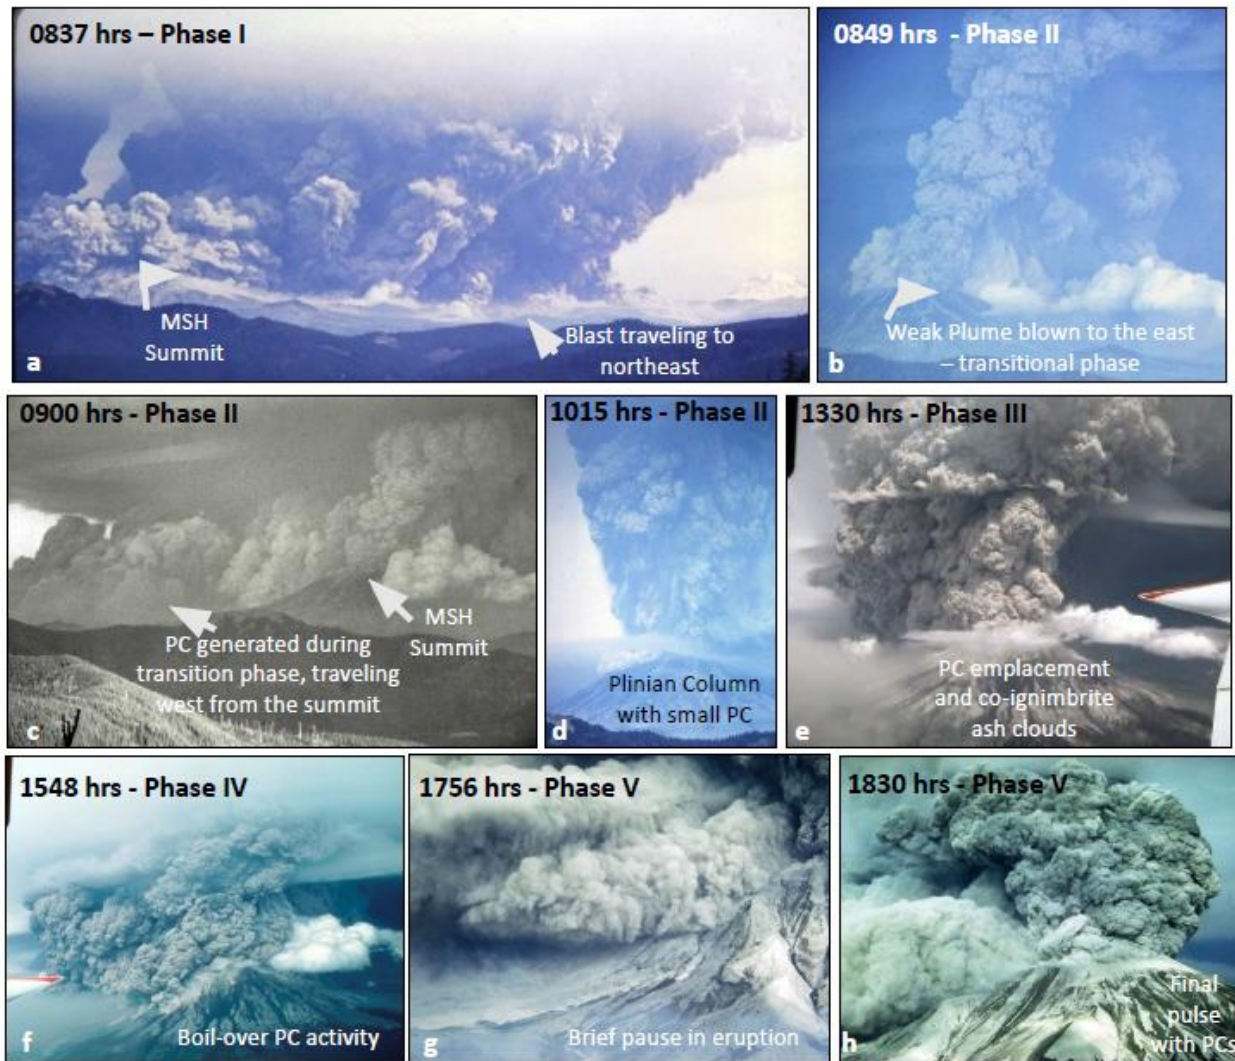 0837 hrs – Phase I
MSH
Summit
Blast traveling to
northeast
a
0849 hrs - Phase II
Weak Plume blown to the east
– transitional phase
b
0900 hrs - Phase II
MSH
Summit
PC generated during
transition phase, traveling
west from the summit
c
1015 hrs - Phase II
Plinian Column
with small PC
d
1330 hrs - Phase III
PC emplacement
and co-ignimbrite
ash clouds
e
1548 hrs - Phase IV
Boil-over PC activity
f
1756 hrs - Phase V
Brief pause in eruption
g
1830 hrs - Phase V
Final
pulse
with PCs
h